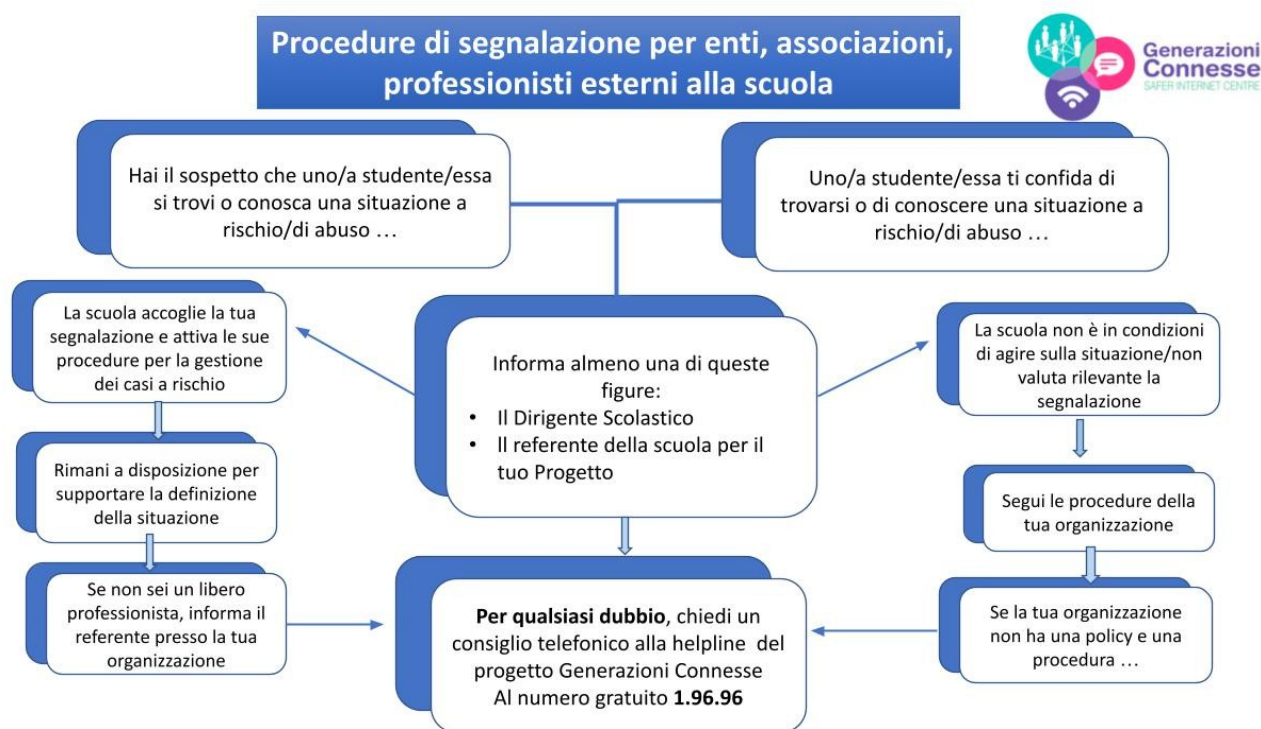 Procedure di segnalazione per enti, associazioni,
professionisti esterni alla scuola
Generazioni
Connesse
SAFER INTERNET CENTRE
Hai il sospetto che uno/a studente/essa
si trovi o conosca una situazione a
rischio/di abuso …
Uno/a studente/essa ti confida di
trovarsi o di conoscere una situazione a
rischio/di abuso …
La scuola accoglie la tua
segnalazione e attiva le sue
procedure per la gestione
dei casi a rischio
Informa almeno una di queste
figure:
• Il Dirigente Scolastico
• Il referente della scuola per il
tuo Progetto
La scuola non è in condizioni
di agire sulla situazione/non
valuta rilevante la
segnalazione
Rimani a disposizione per
supportare la definizione
della situazione
Segui le procedure della
tua organizzazione
Se non sei un libero
professionista, informa il
referente presso la tua
organizzazione
Per qualsiasi dubbio, chiedi un
consiglio telefonico alla helpline del
progetto Generazioni Connesse
Al numero gratuito 1.96.96
Se la tua organizzazione
non ha una policy e una
procedura …